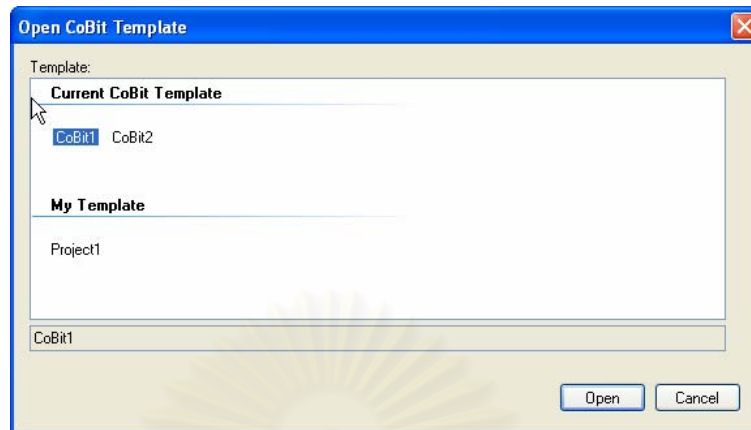 Open CoBit Template
Template:
Current CoBit Template
CoBit1 CoBit2
My Template
Project1
CoBit1
Open Cancel